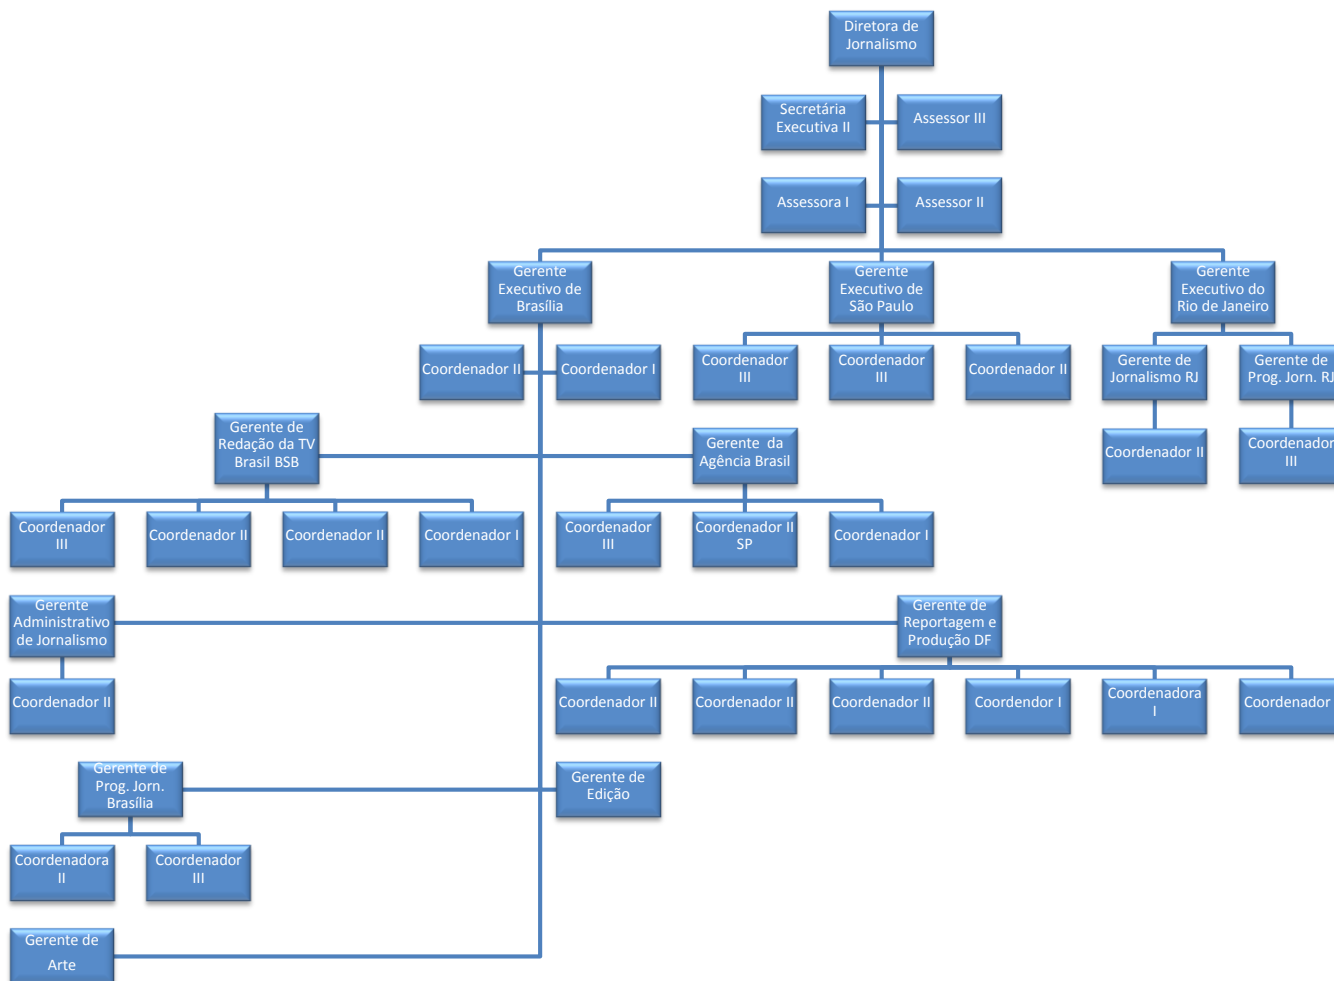 Diretora de
Jornalismo
Secretária
Executiva II
Assessor III
Assessora I
Assessor II
Gerente
Executivo de
Brasília
Gerente
Executivo de
São Paulo
Gerente
Executivo do
Rio de Janeiro
Coordenador II
Coordenador I
Coordenador
III
Coordenador
III
Coordenador II
Gerente de
Jornalismo RJ
Gerente de
Prog. Jorn. RJ
Coordenador II
Coordenador
III
Gerente de
Redação da TV
Brasil BSB
Gerente da
Agência Brasil
Coordenador
III
Coordenador II
Coordenador II
Coordenador I
Coordenador
III
Coordenador II
SP
Coordenador I
Gerente
Administrativo
de Jornalismo
Gerente de
Reportagem e
Produção DF
Coordenador II
Coordenador II
Coordenador II
Coordenador II
Coordendor I
Coordenadora
I
Coordenador
Gerente de
Prog. Jorn.
Brasília
Gerente de
Edição
Coordenadora
II
Coordenador
III
Gerente de
Arte